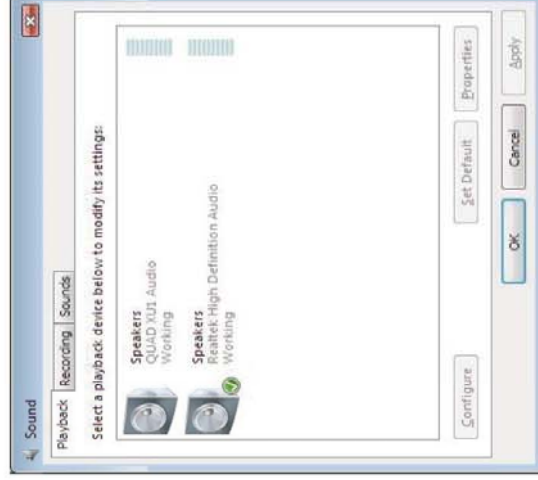 Sound
Playback Recording Sounds
Select a playback device below to modify its settings:
Speakers
QUAD XU1 Audio
Working
Speakers
Realtek High Definition Audio
Working
Configure Set Default Properties
OK Cancel Apply